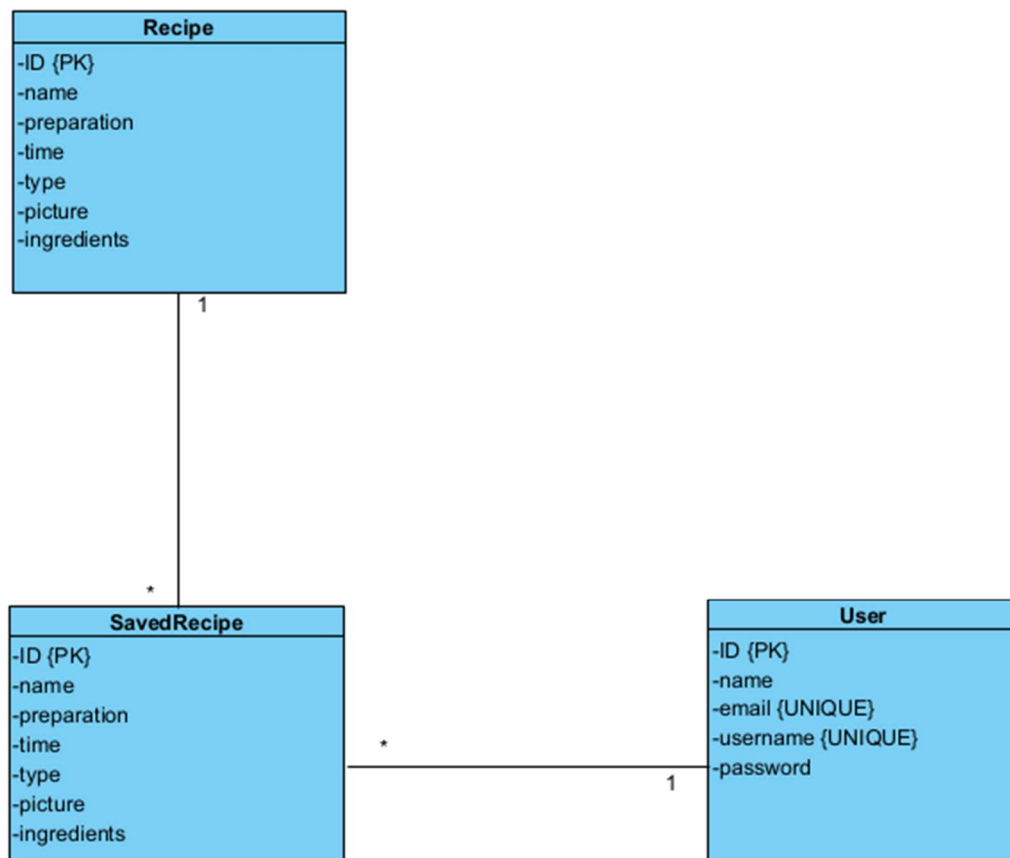 Recipe
-ID {PK}
-name
-preparation
-time
-type
-picture
-ingredients
1
*
SavedRecipe
-ID {PK}
-name
-preparation
-time
-type
-picture
-ingredients
*
1
User
-ID {PK}
-name
-email {UNIQUE}
-username {UNIQUE}
-password